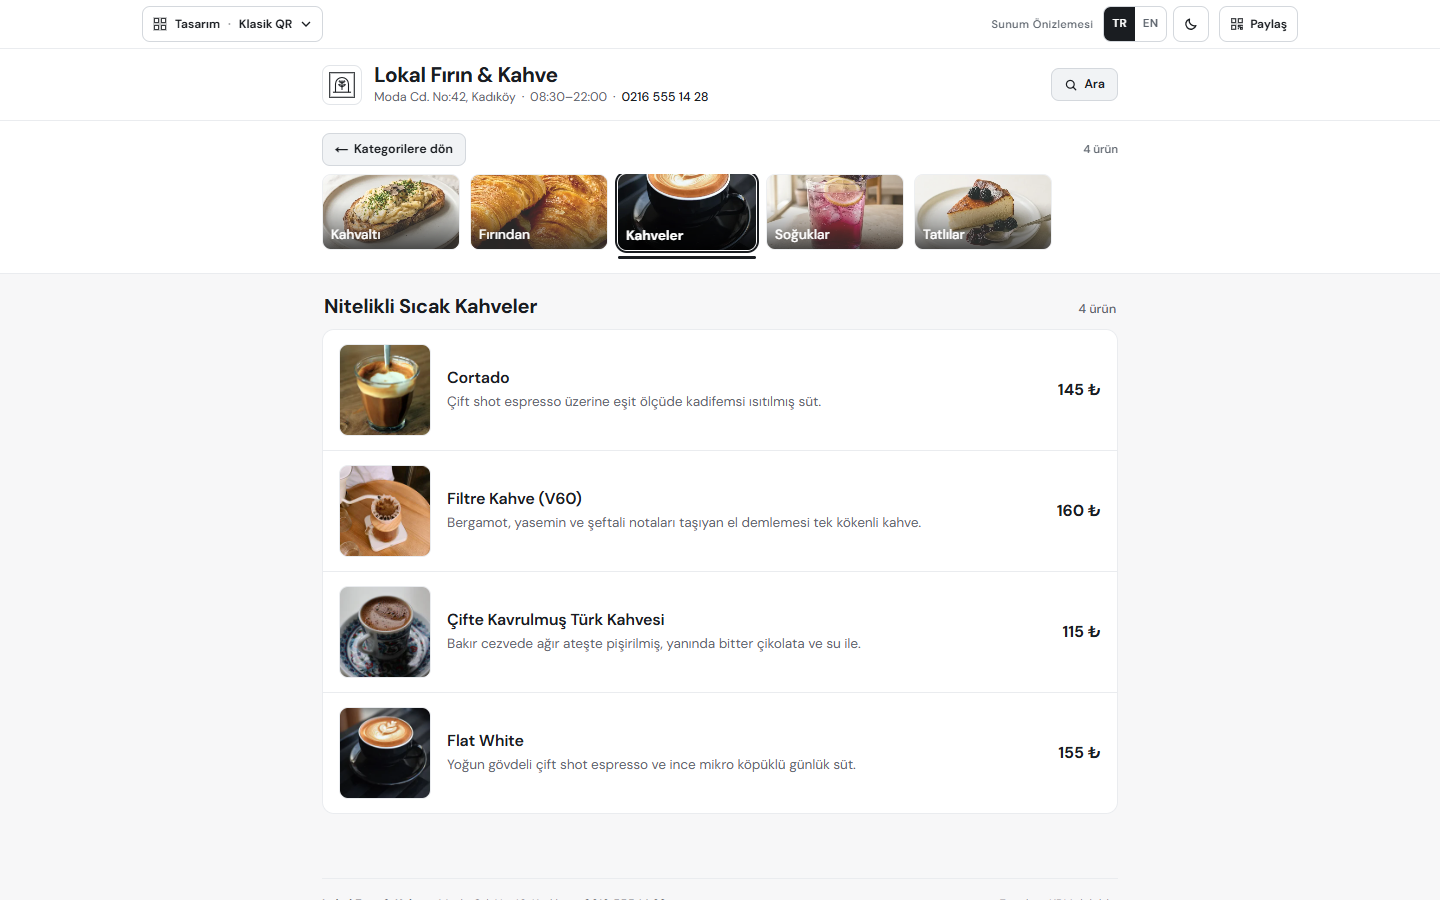 Tasarım · Klasik QR
Sunum Önizlemesi
TR EN
Paylaş
Lokal Fırın & Kahve
Moda Cd. No:42, Kadıköy · 08:30–22:00 · 0216 555 14 28
Ara
← Kategorilere dön
4 ürün
Kahvaltı
Fırından
Kahveler
Soğuklar
Tatlılar
Nitelikli Sıcak Kahveler
4 ürün
Cortado
Çift shot espresso üzerine eşit ölçüde kadifemsi ısıtılmış süt.
145 ₺
Filtre Kahve (V60)
Bergamot, yasemin ve şeftali notaları taşıyan el demlemesi tek kökenli kahve.
160 ₺
Çifte Kavrulmuş Türk Kahvesi
Bakır cezvede ağır ateşte pişirilmiş, yanında bitter çikolata ve su ile.
115 ₺
Flat White
Yoğun gövdeli çift shot espresso ve ince mikro köpüklü günlük süt.
155 ₺